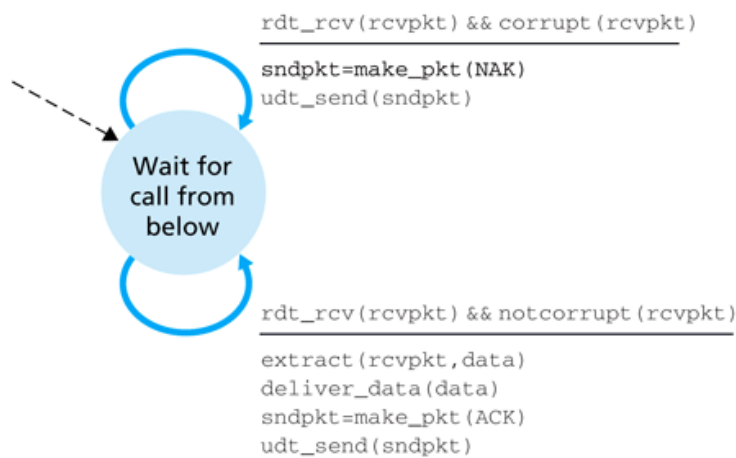 rdt_rcv(rcvpkt) && corrupt(rcvpkt)
sndpkt=make_pkt(NAK)
udt_send(sndpkt)
Wait for
call from
below
rdt_rcv(rcvpkt) && notcorrupt(rcvpkt)
extract(rcvpkt,data)
deliver_data(data)
sndpkt=make_pkt(ACK)
udt_send(sndpkt)